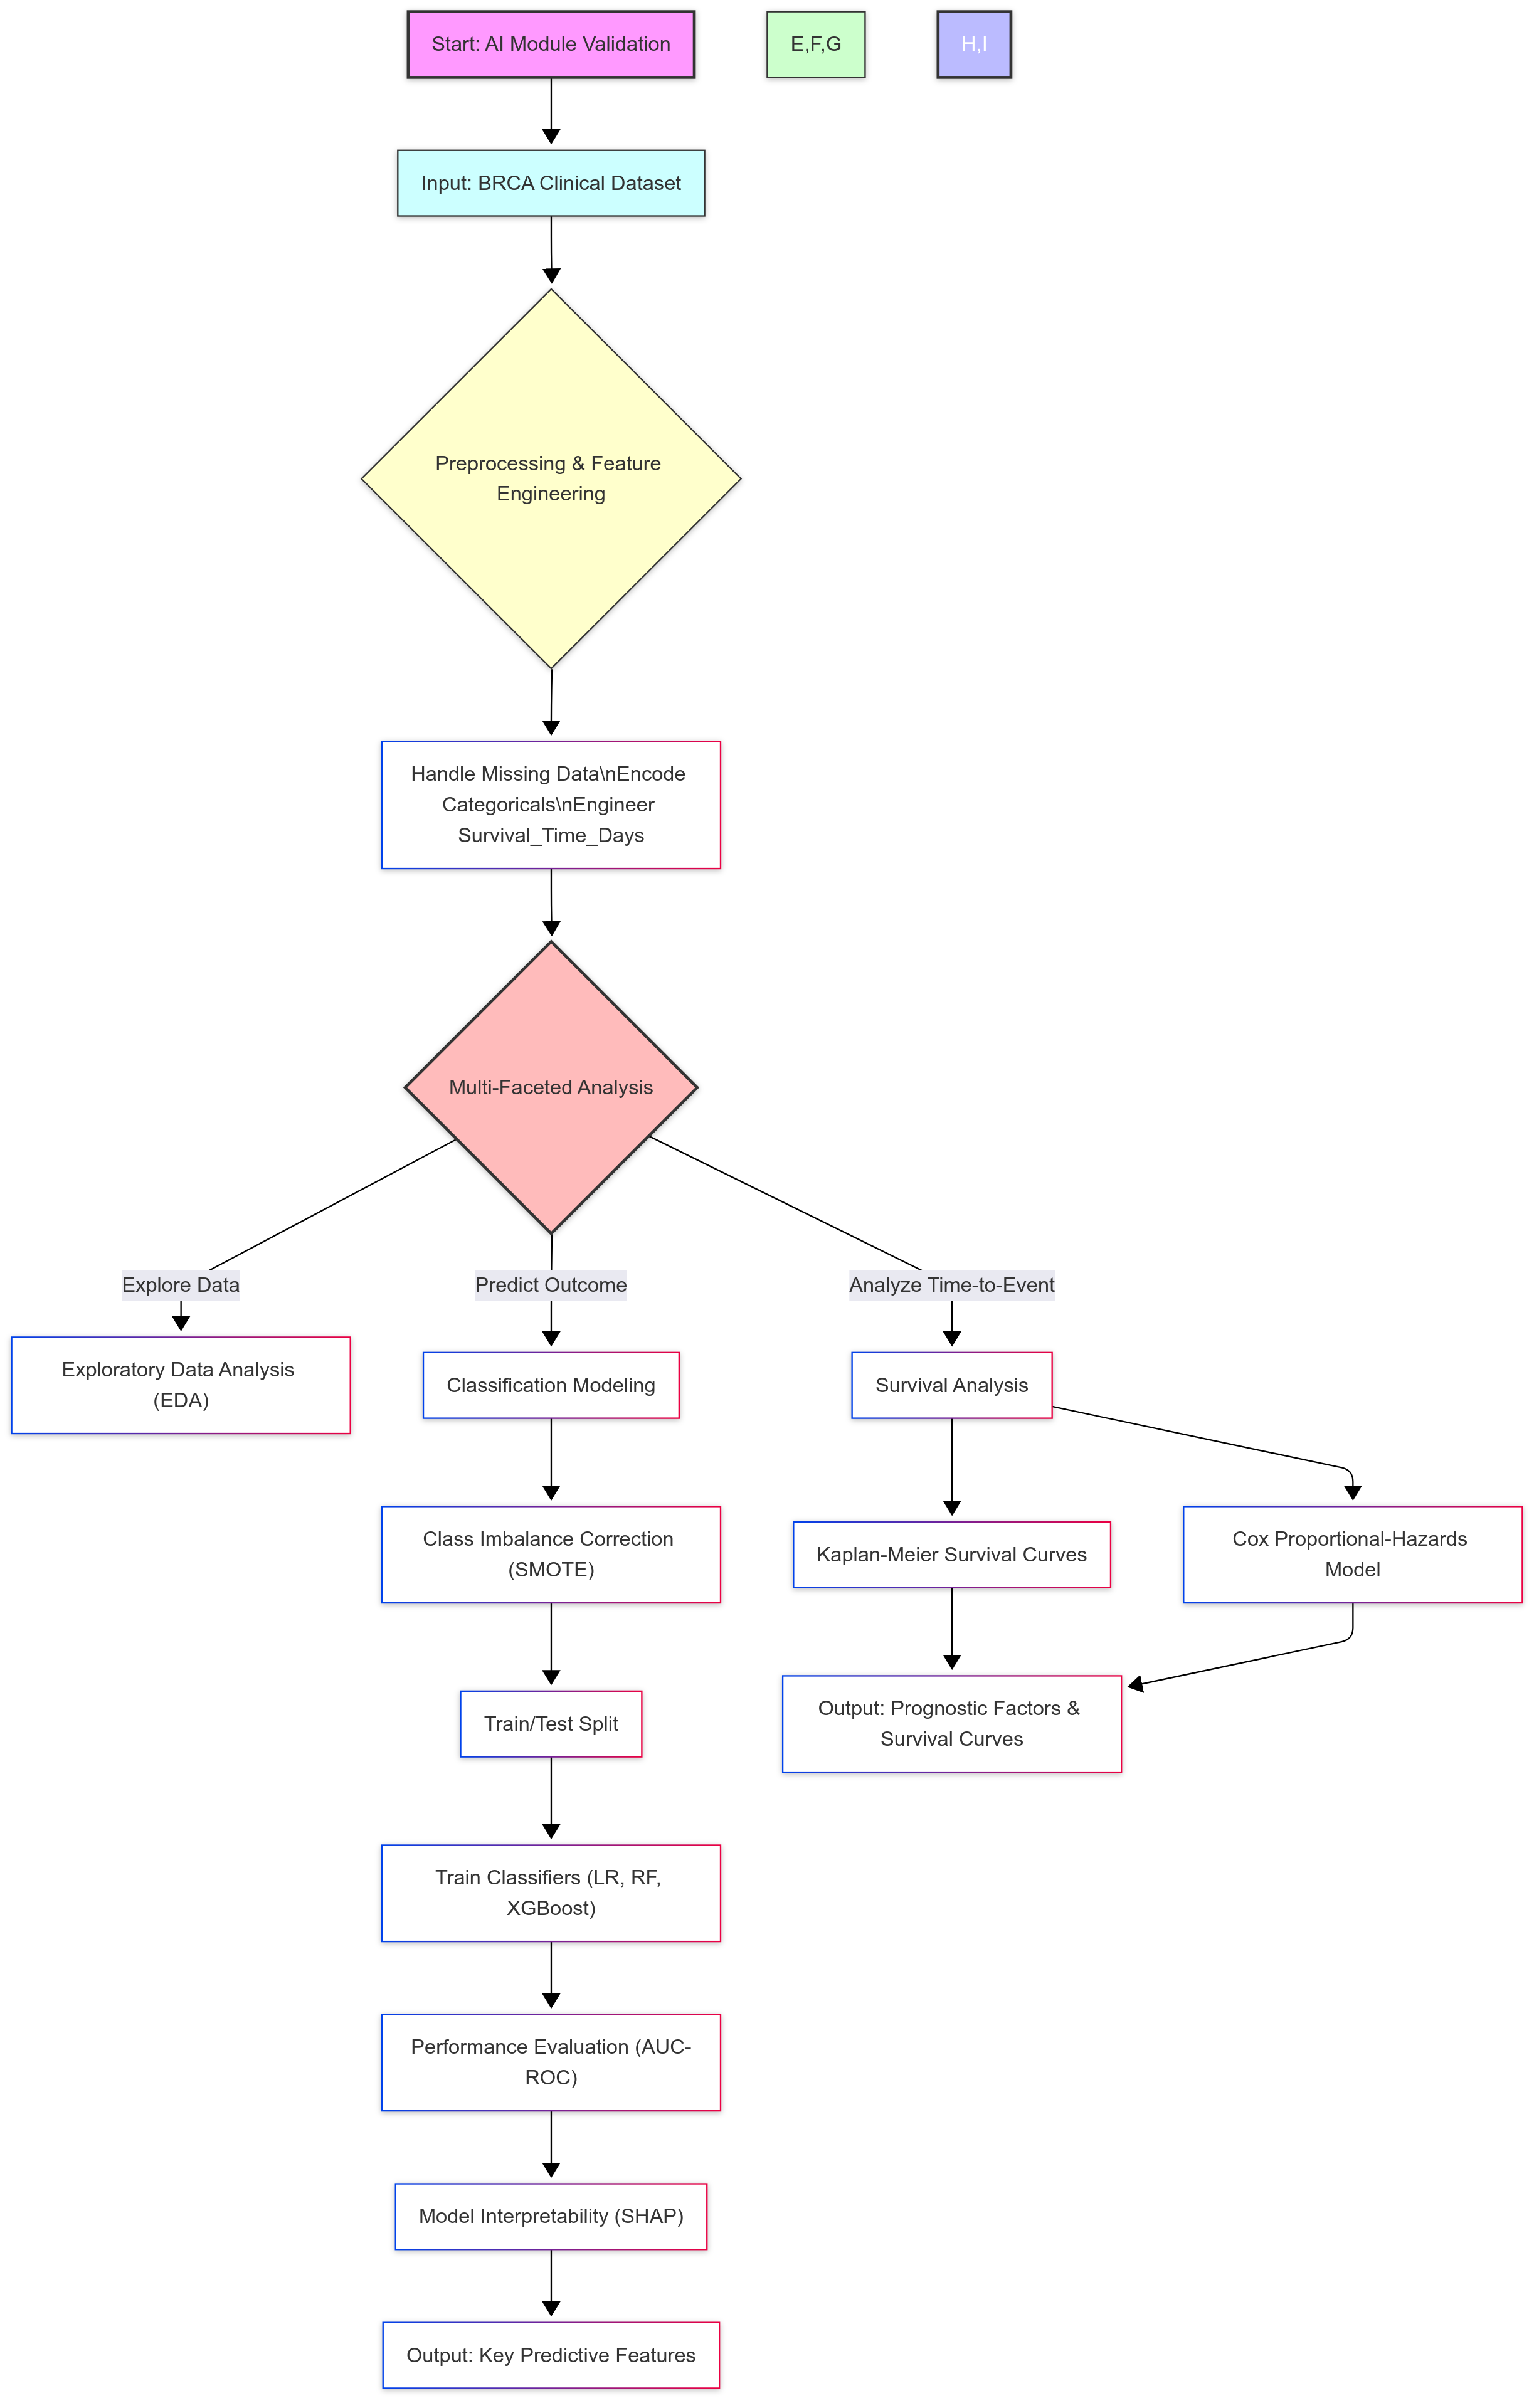 Start: AI Module Validation
E,F,G
H,I
Input: BRCA Clinical Dataset
Preprocessing & Feature
Engineering
Handle Missing Data\nEncode
Categoricals\nEngineer
Survival_Time_Days
Multi-Faceted Analysis
Explore Data
Predict Outcome
Analyze Time-to-Event
Exploratory Data Analysis
(EDA)
Classification Modeling
Survival Analysis
Class Imbalance Correction
(SMOTE)
Kaplan-Meier Survival Curves
Cox Proportional-Hazards
Model
Train/Test Split
Output: Prognostic Factors &
Survival Curves
Train Classifiers (LR, RF,
XGBoost)
Performance Evaluation (AUC-
ROC)
Model Interpretability (SHAP)
Output: Key Predictive Features